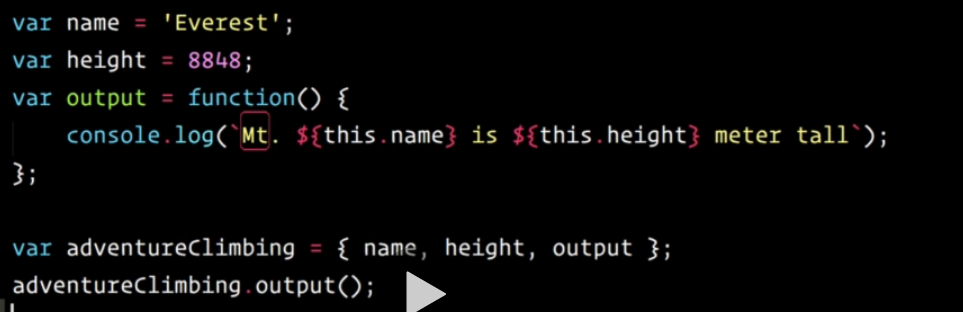 var name = 'Everest';
var height = 8848;
var output = function() {
    console.log(`Mt. ${this.name} is ${this.height} meter tall`);
};

var adventureClimbing = { name, height, output };
adventureClimbing.output();